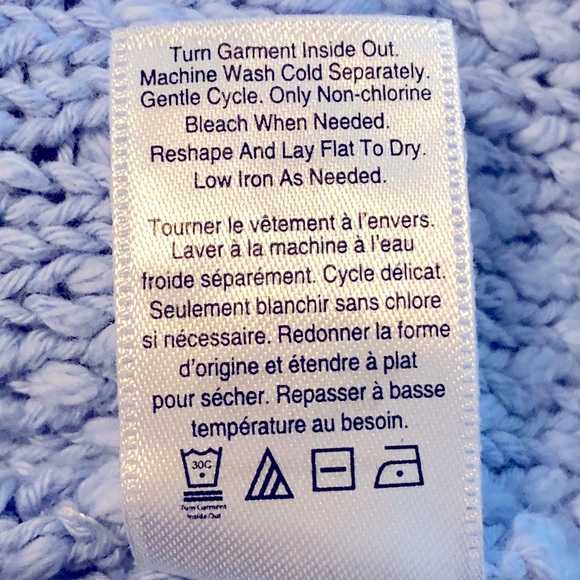 Turn Garment Inside Out.
Machine Wash Cold Separately.
Gentle Cycle. Only Non-chlorine
Bleach When Needed.
Reshape And Lay Flat To Dry.
Low Iron As Needed.
Tourner le vêtement à l'envers.
Laver à la machine à l'eau
froide séparément. Cycle délicat.
Seulement blanchir sans chlore
si nécessaire. Redonner la forme
d'origine et étendre à plat
pour sécher. Repasser à basse
température au besoin.
30C
Turn Garment
Inside Out